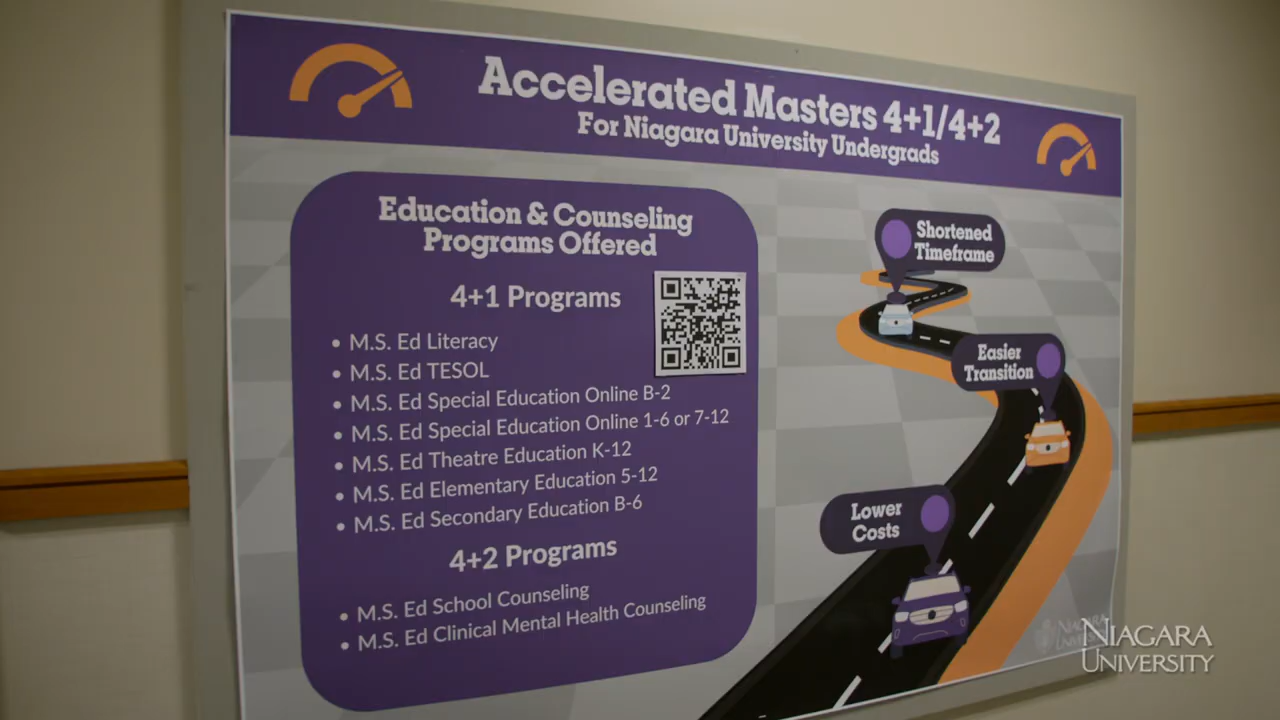 Accelerated Masters 4+1/4+2
For Niagara University Undergrads
Education & Counseling
Programs Offered
4+1 Programs
• M.S. Ed Literacy
• M.S. Ed TESOL
• M.S. Ed Special Education Online B-2
• M.S. Ed Special Education Online 1-6 or 7-12
• M.S. Ed Theatre Education K-12
• M.S. Ed Elementary Education 5-12
• M.S. Ed Secondary Education B-6
4+2 Programs
• M.S. Ed School Counseling
• M.S. Ed Clinical Mental Health Counseling
Shortened
Timeframe
Easier
Transition
Lower
Costs
NIAGARA
UNIVERSITY